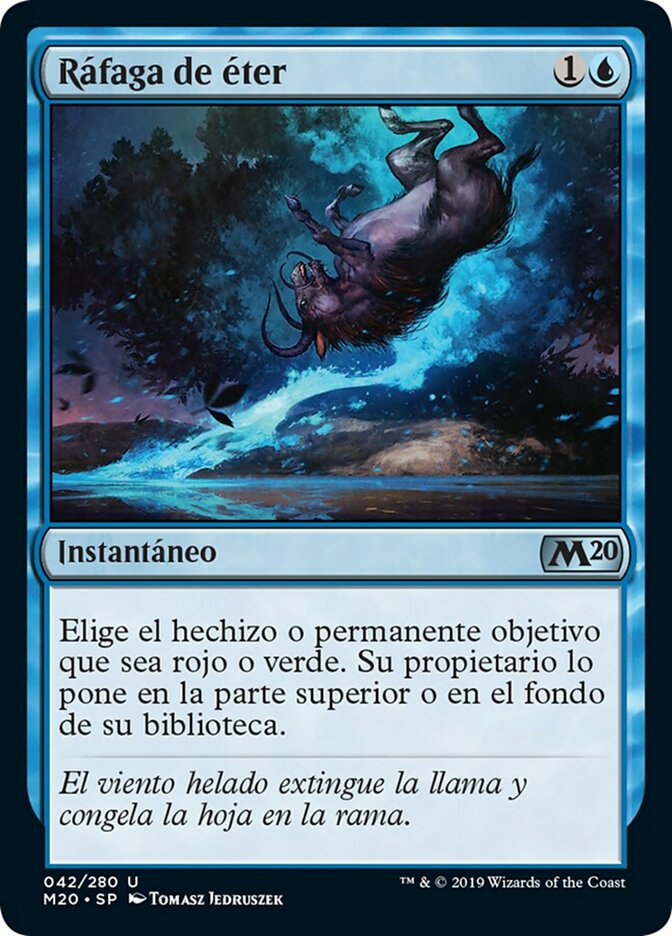 Ráfaga de éter 1
Instantáneo M20
Elige el hechizo o permanente objetivo
que sea rojo o verde. Su propietario lo
pone en la parte superior o en el fondo
de su biblioteca.
El viento helado extingue la llama y
congela la hoja en la rama.
042/280 U ™ & © 2019 Wizards of the Coast
M20 • SP Tomasz Jedruszek